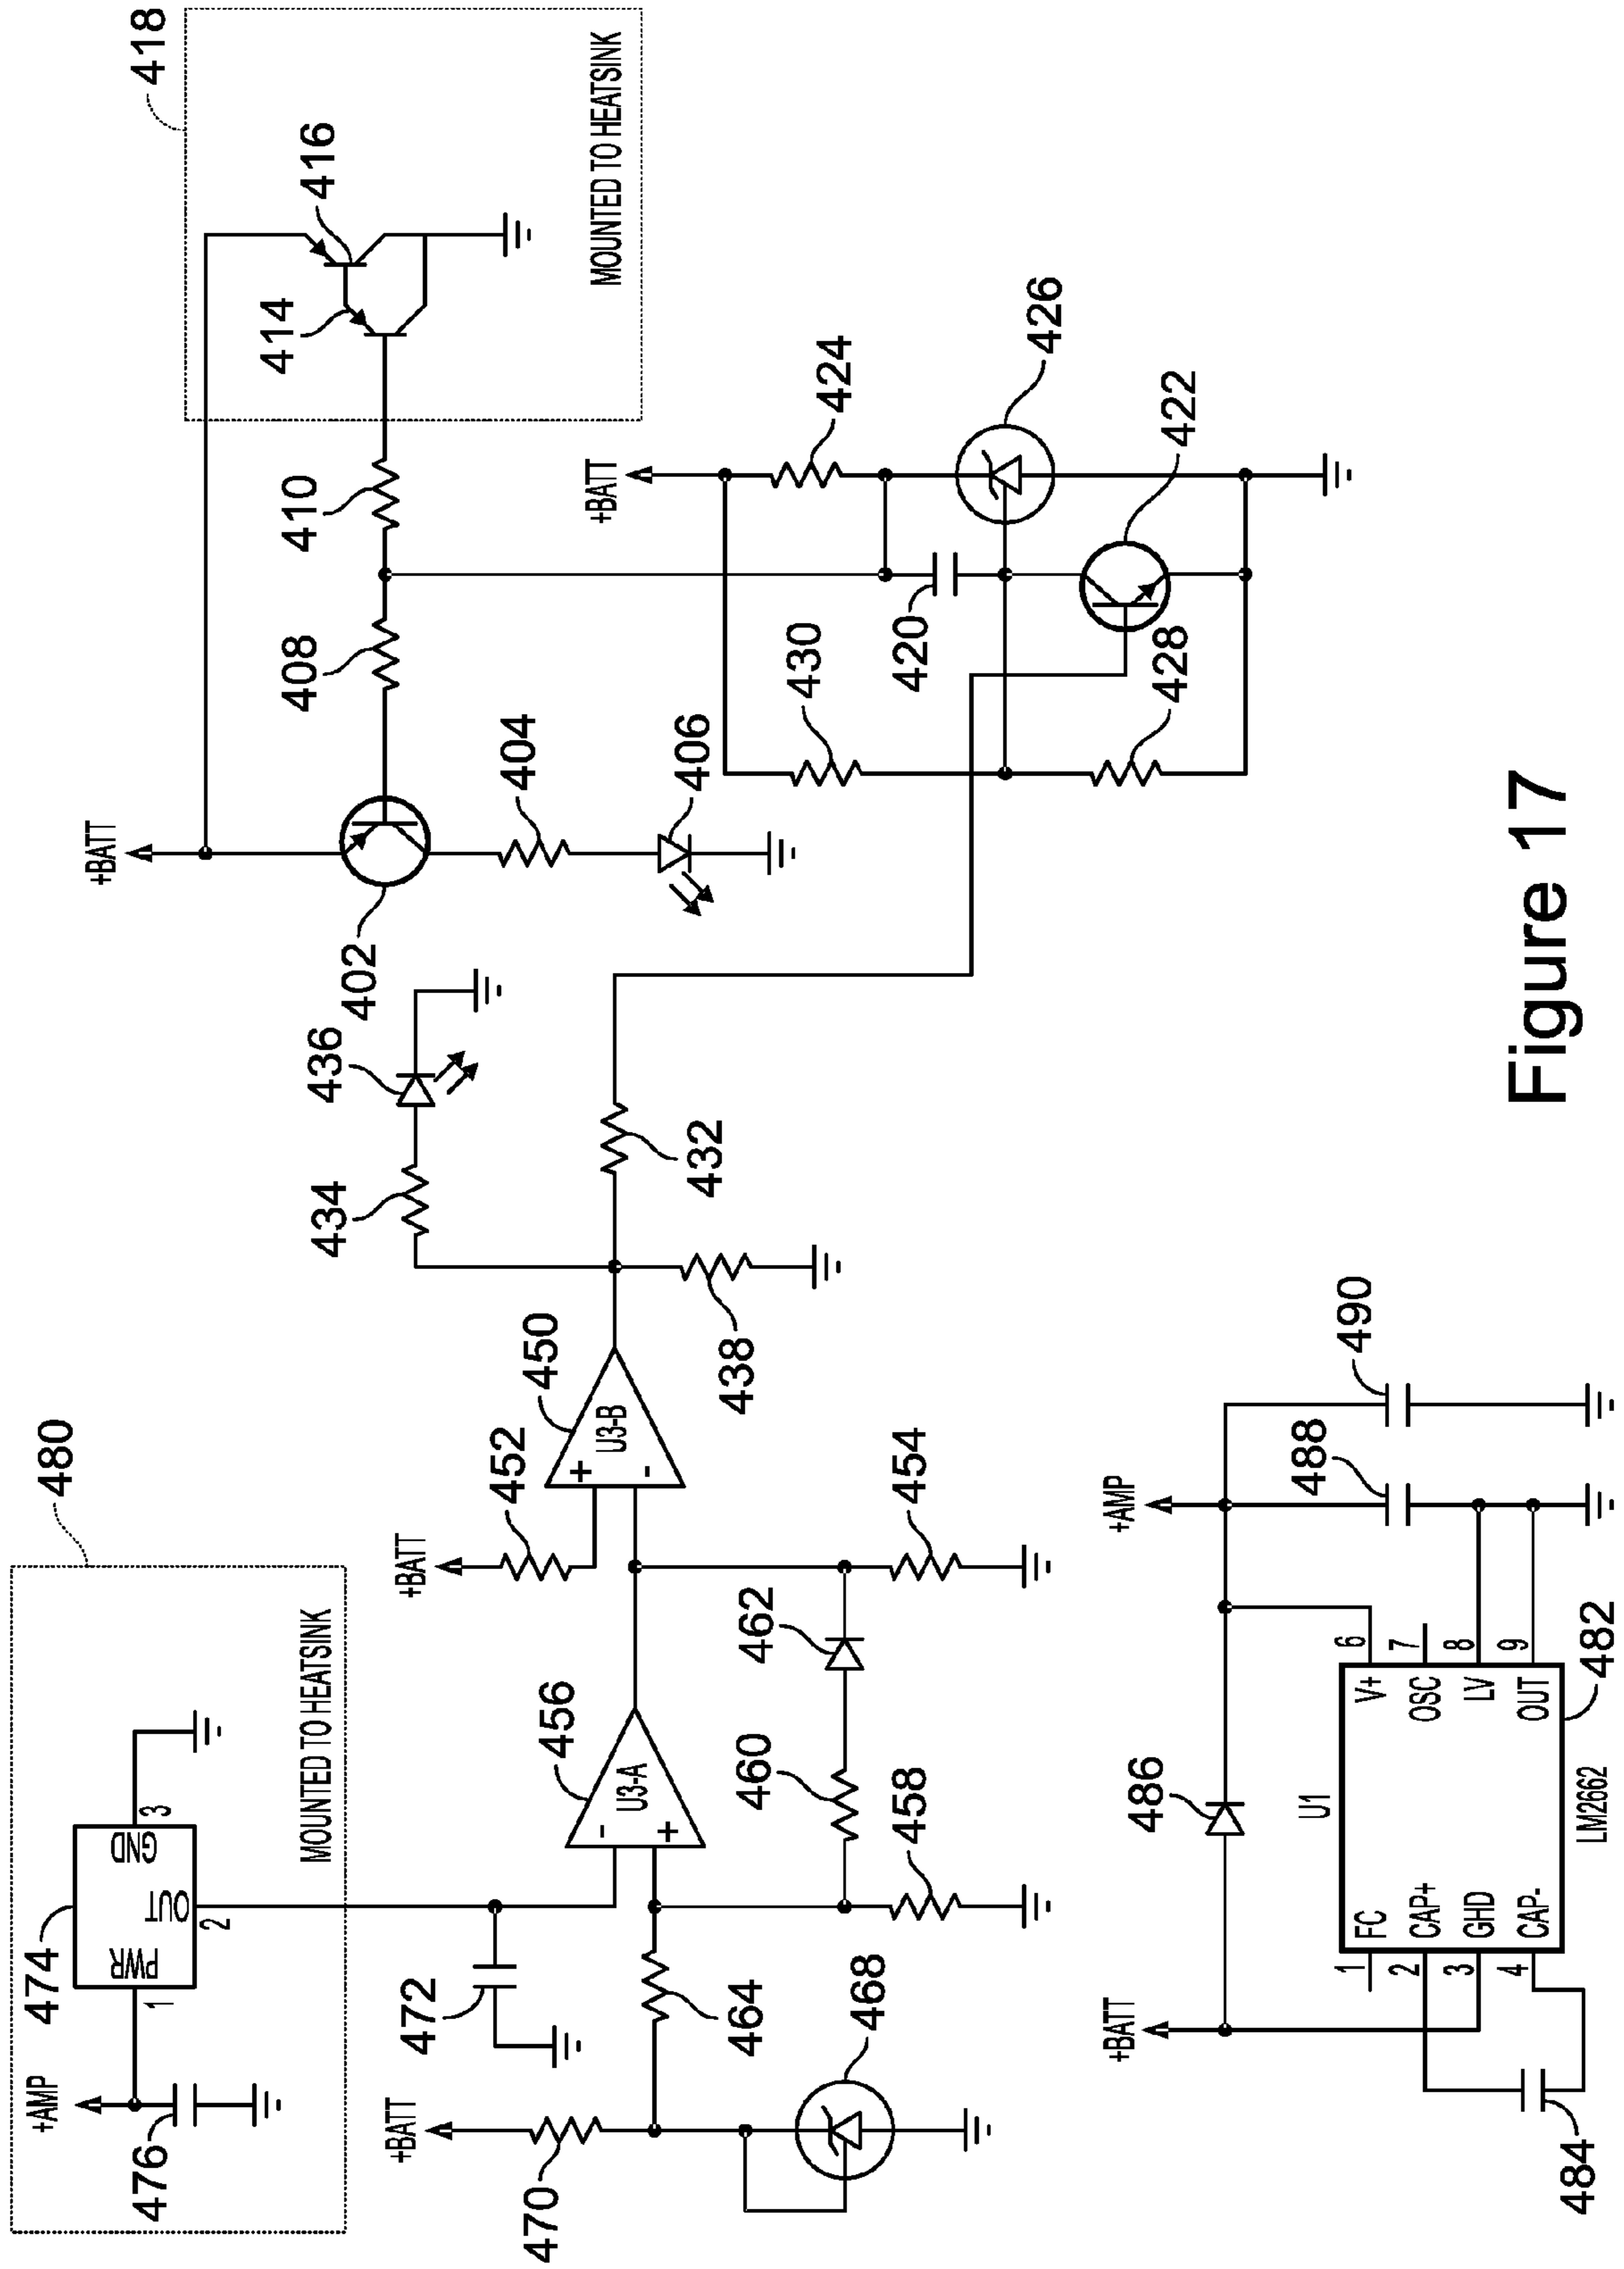 480
474
PWR
OUT
GND
1
2
3
+AMP
476
MOUNTED TO HEATSINK
418
416
414
MOUNTED TO HEATSINK
+BATT
402
408
410
404
406
436
434
472
+BATT
470
464
468
456
U3-A
-
+
458
460
462
+BATT
452
450
U3-B
+
-
454
438
432
+BATT
424
426
430
420
422
428
+BATT
486
+AMP
488
490
U1
1
2
3
4
FC
CAP+
GHD
CAP-
V+
OSC
LV
OUT
6
7
8
9
484
LM2662
482
Figure 17